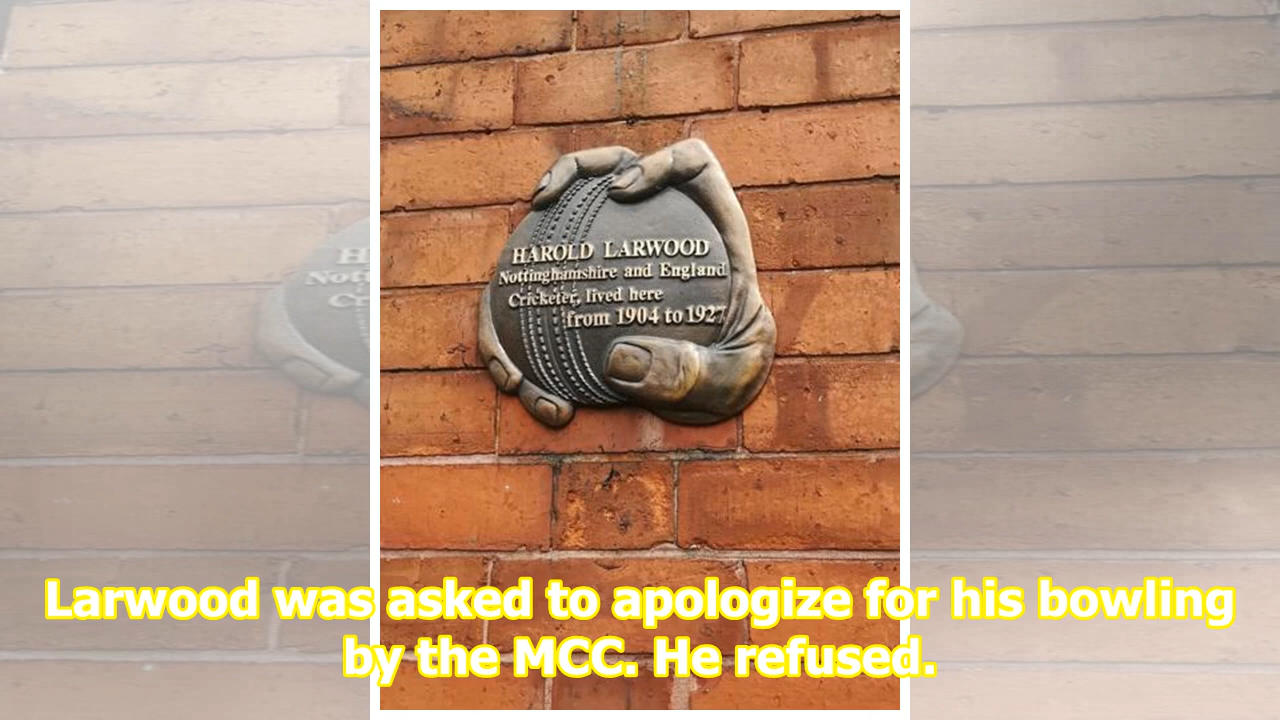 HAROLD LARWOOD
Nottinghamshire and England
Cricketer, lived here
from 1904 to 1927
Larwood was asked to apologize for his bowling
by the MCC. He refused.